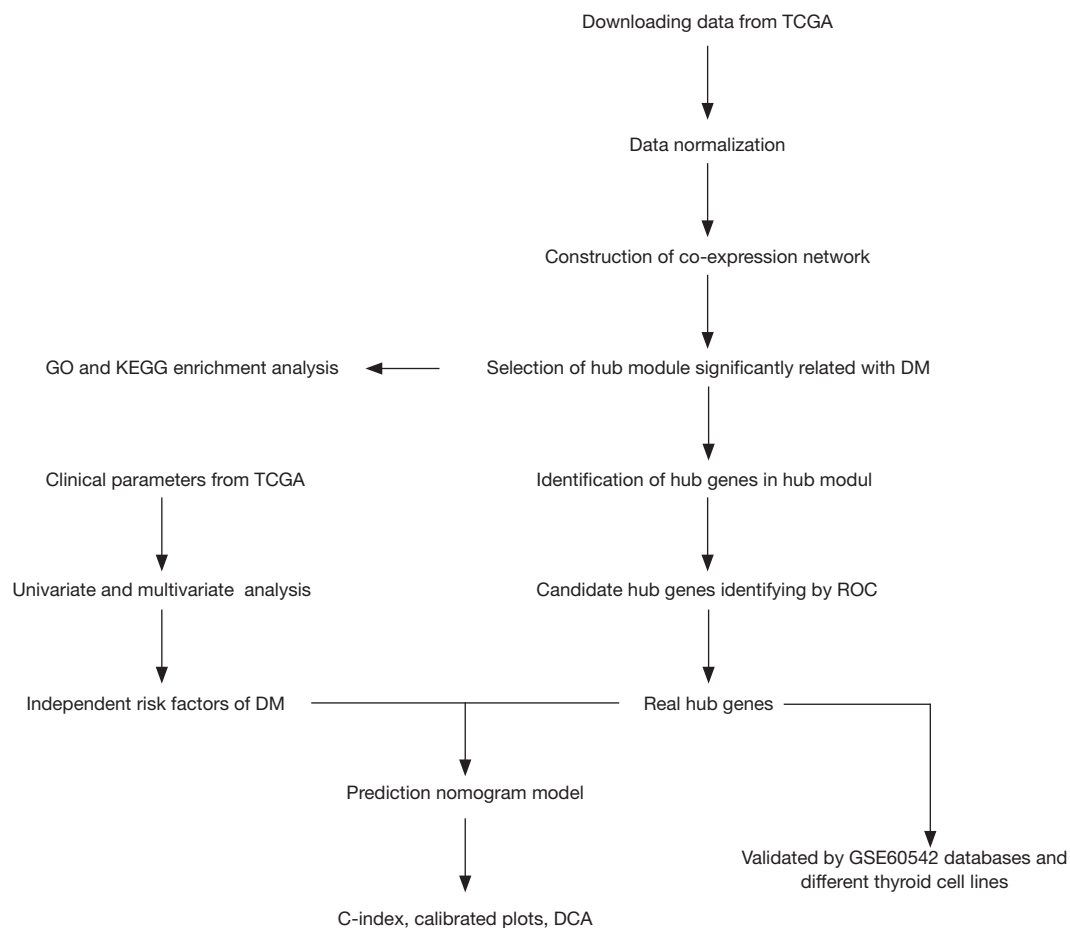 Downloading data from TCGA
Data normalization
Construction of co-expression network
GO and KEGG enrichment analysis
Selection of hub module significantly related with DM
Clinical parameters from TCGA
Identification of hub genes in hub modul
Univariate and multivariate analysis
Candidate hub genes identifying by ROC
Independent risk factors of DM
Real hub genes
Prediction nomogram model
Validated by GSE60542 databases and
different thyroid cell lines
C-index, calibrated plots, DCA